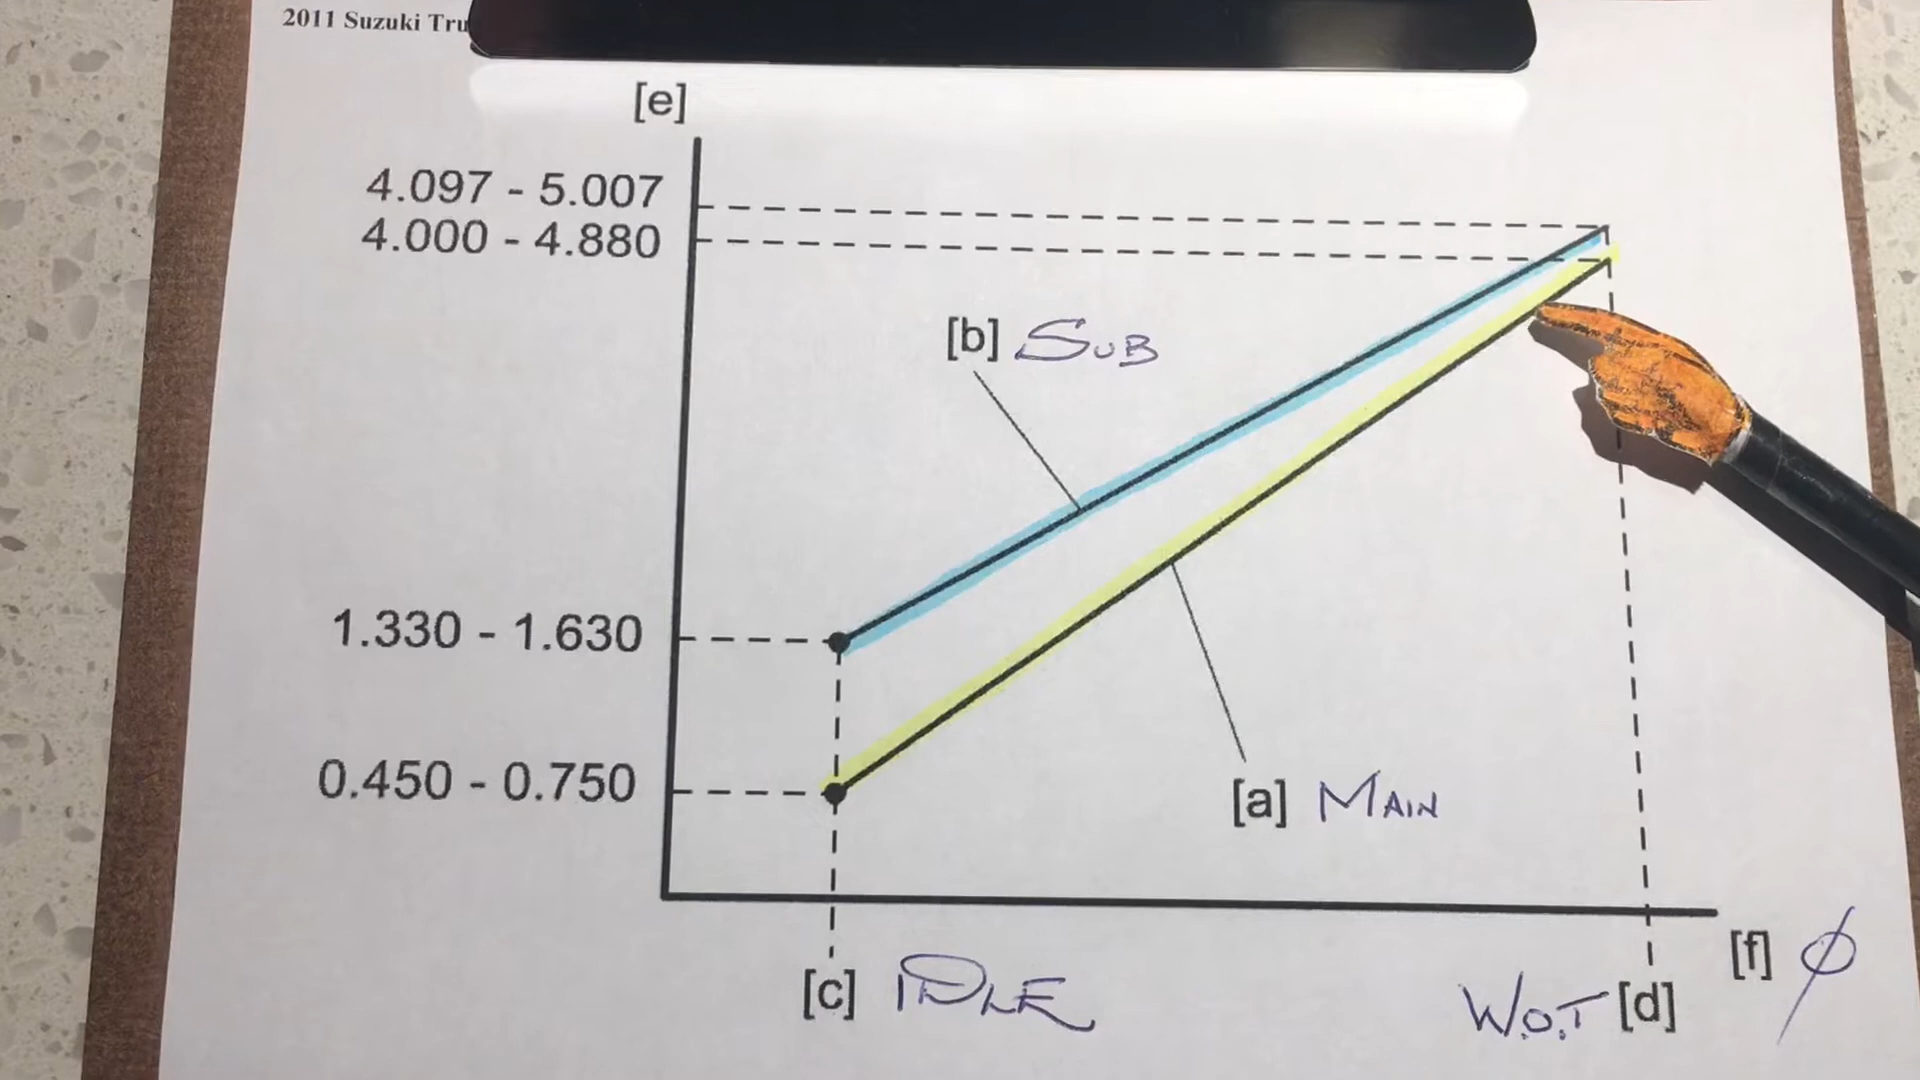 2011 Suzuki Tru
[e]
4.097 - 5.007
4.000 - 4.880
[b] SUB
1.330 - 1.630
0.450 - 0.750
[a] MAIN
[f] Ø
[c] IDLE
W.O.T [d]